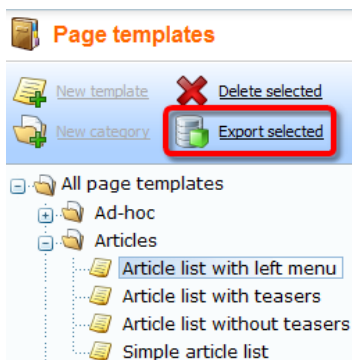 Page templates
New template Delete selected
New category Export selected
All page templates
Ad-hoc
Articles
Article list with left menu
Article list with teasers
Article list without teasers
Simple article list